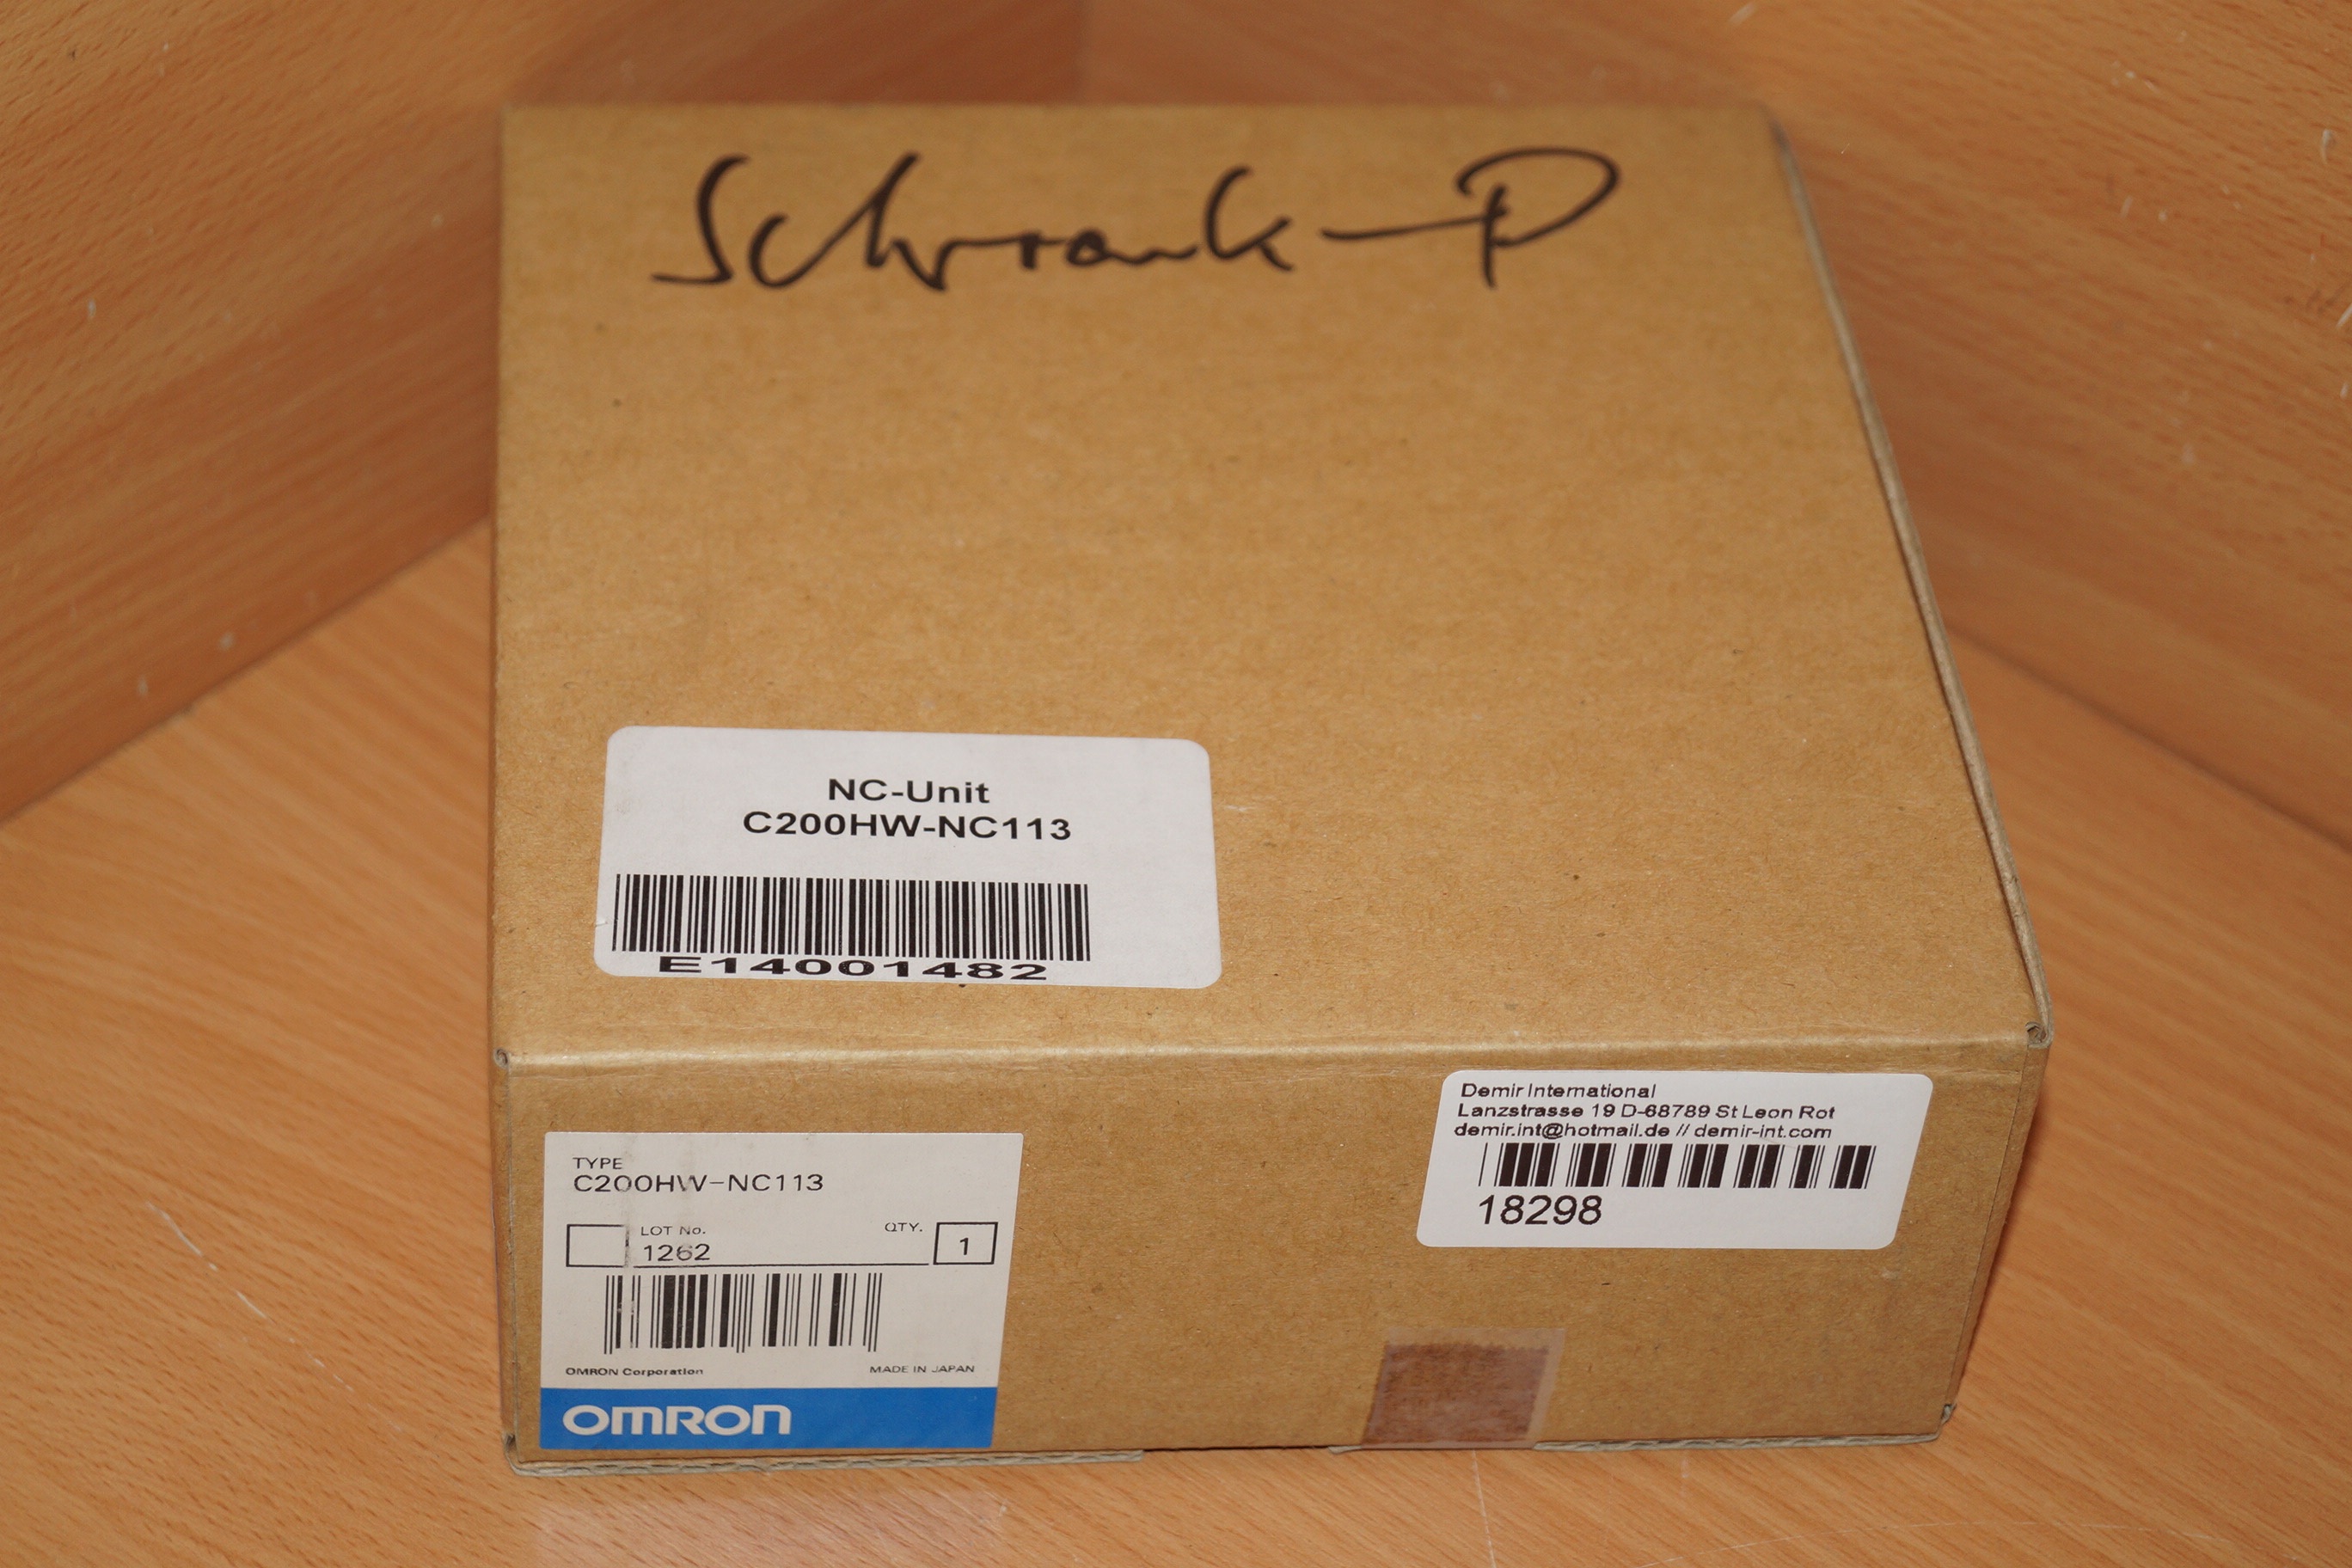 Schrank-P
NC-Unit
C200HW-NC113
E14001482
Demir International
Lanzstrasse 19 D-68789 St Leon Rot
demir.int@hotmail.de // demir-int.com
18298
TYPE
C200HW-NC113
LOT No.
QTY.
1262
1
OMRON Corporation
MADE IN JAPAN
OMRON